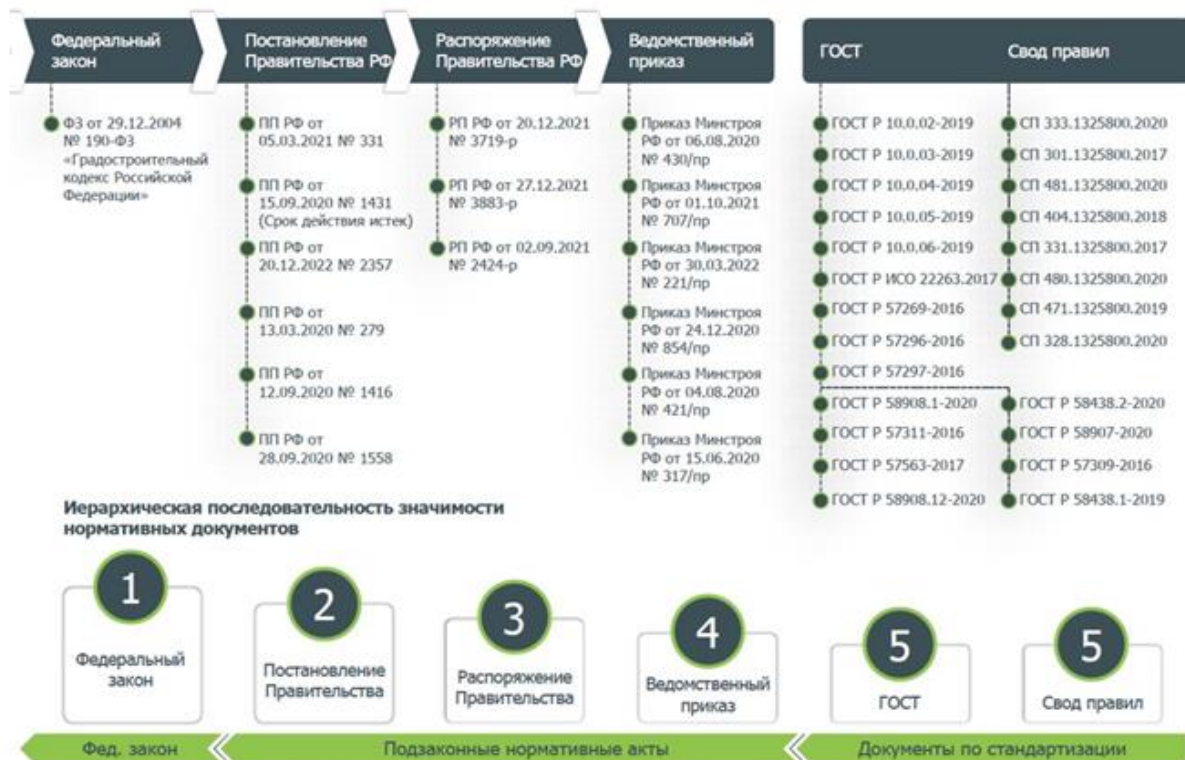 Федеральный
закон
Постановление
Правительства РФ
Распоряжение
Правительства РФ
Ведомственный
приказ
ГОСТ
Свод правил
ФЗ от 29.12.2004
№ 190-ФЗ
«Градостроительный
кодекс Российской
Федерации»
ПП РФ от
05.03.2021 № 331
ПП РФ от
15.09.2020 № 1431
(Срок действия истек)
ПП РФ от
20.12.2022 № 2357
ПП РФ от
13.03.2020 № 279
ПП РФ от
12.09.2020 № 1416
ПП РФ от
28.09.2020 № 1558
РП РФ от 20.12.2021
№ 3719-р
РП РФ от 27.12.2021
№ 3883-р
РП РФ от 02.09.2021
№ 2424-р
Приказ Минстроя
РФ от 06.08.2020
№ 430/пр
Приказ Минстроя
РФ от 01.10.2021
№ 707/пр
Приказ Минстроя
РФ от 30.03.2022
№ 221/пр
Приказ Минстроя
РФ от 24.12.2020
№ 854/пр
Приказ Минстроя
РФ от 04.08.2020
№ 421/пр
Приказ Минстроя
РФ от 15.06.2020
№ 317/пр
ГОСТ Р 10.0.02-2019
ГОСТ Р 10.0.03-2019
ГОСТ Р 10.0.04-2019
ГОСТ Р 10.0.05-2019
ГОСТ Р 10.0.06-2019
ГОСТ Р ИСО 22263.2017
ГОСТ Р 57269-2016
ГОСТ Р 57296-2016
ГОСТ Р 57297-2016
ГОСТ Р 58908.1-2020
ГОСТ Р 57311-2016
ГОСТ Р 57563-2017
ГОСТ Р 58908.12-2020
СП 333.1325800.2020
СП 301.1325800.2017
СП 481.1325800.2020
СП 404.1325800.2018
СП 331.1325800.2017
СП 480.1325800.2020
СП 471.1325800.2019
СП 328.1325800.2020
ГОСТ Р 58438.2-2020
ГОСТ Р 58907-2020
ГОСТ Р 57309-2016
ГОСТ Р 58438.1-2019
Иерархическая последовательность значимости
нормативных документов
1
Федеральный
закон
2
Постановление
Правительства
3
Распоряжение
Правительства
4
Ведомственный
приказ
5
ГОСТ
5
Свод правил
Фед. закон
Подзаконные нормативные акты
Документы по стандартизации